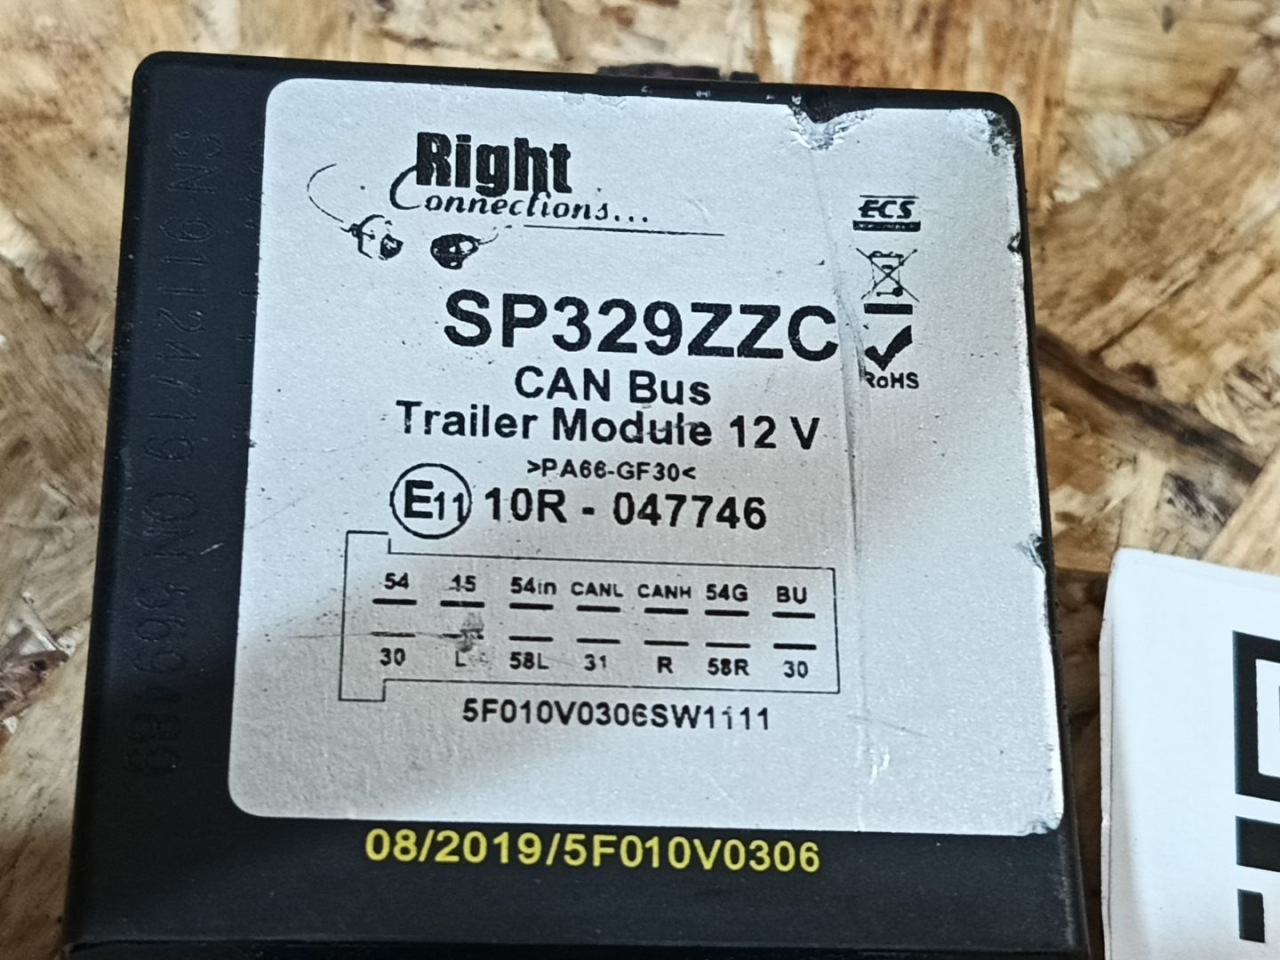 Right
Connections...
ECS
SP329ZZC
RoHS
CAN Bus
Trailer Module 12 V
>PA66-GF30<
E11 10R - 047746
54 15 54in CANL CANH 54G BU
30 L 58L 31 R 58R 30
5F010V0306SW1111
08/2019/5F010V0306